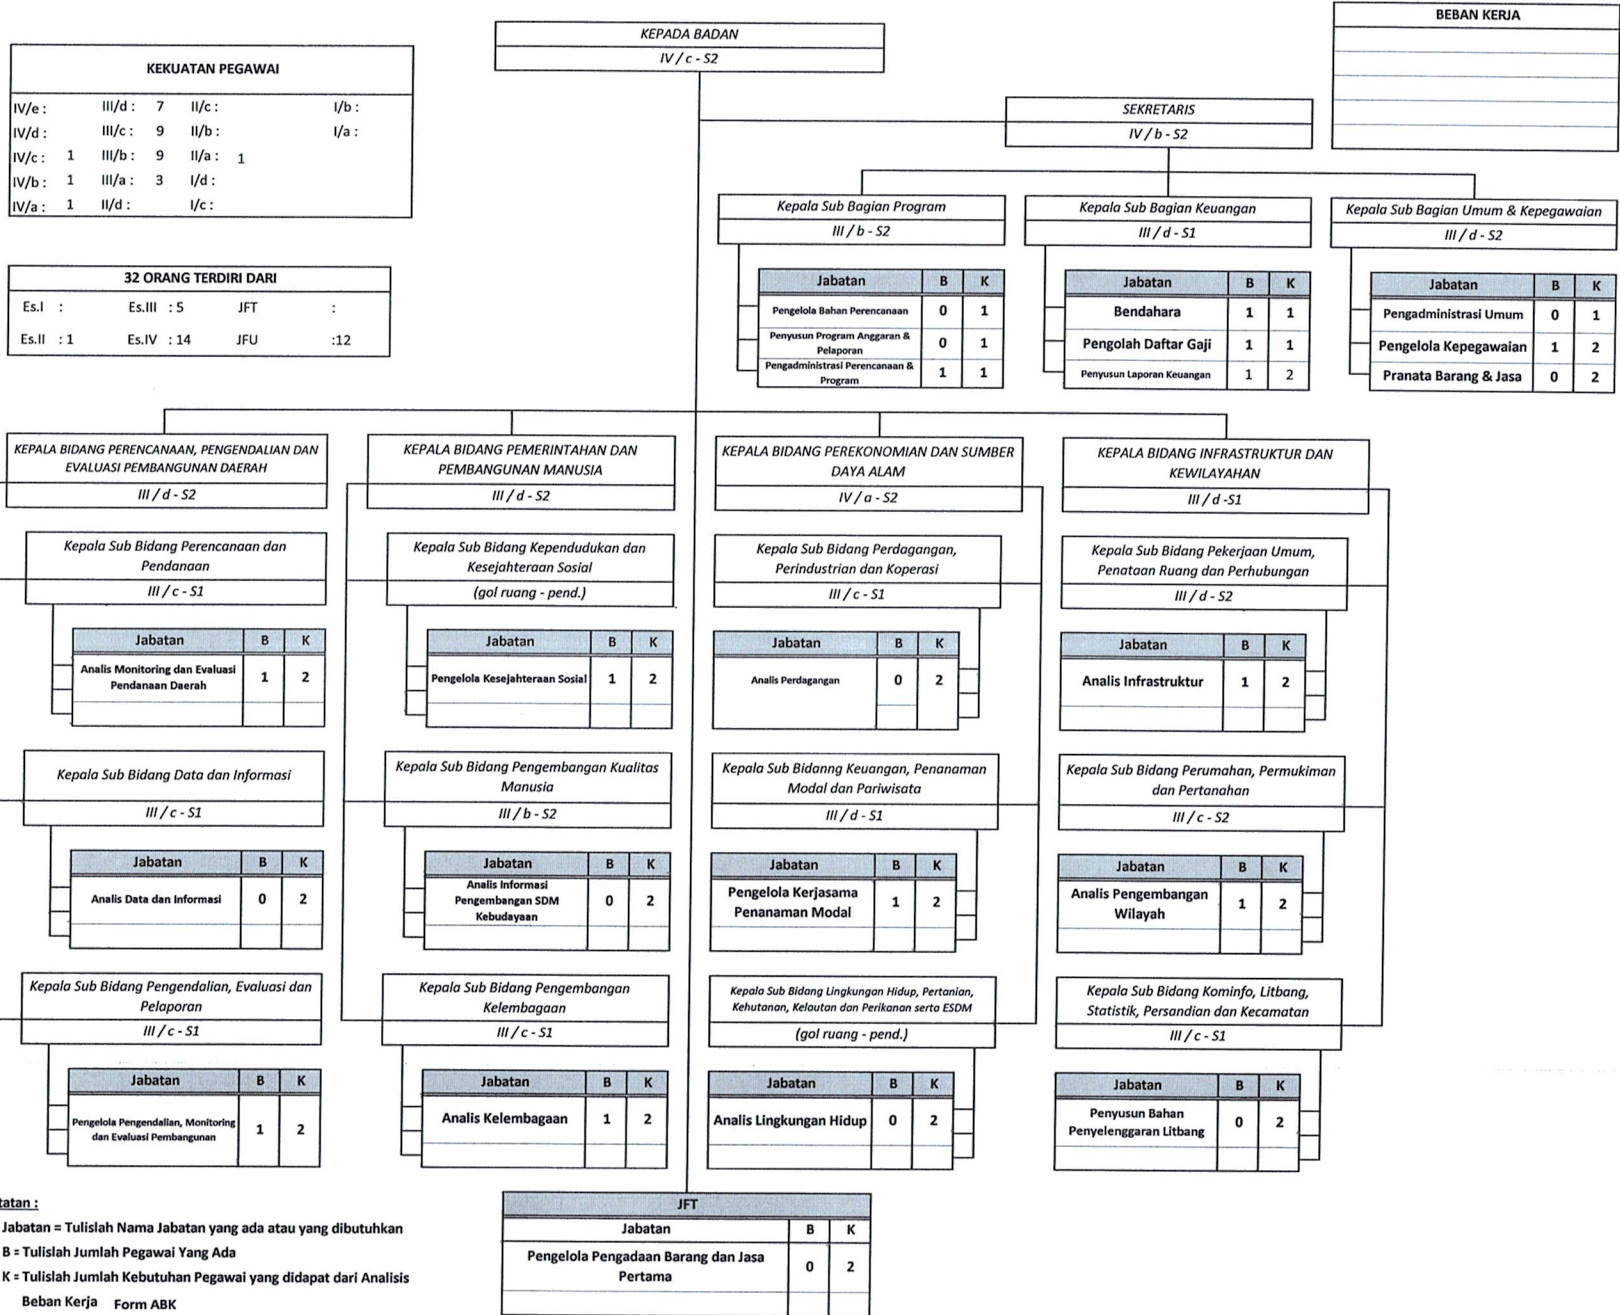 KEPADA BADAN
IV / c - S2
BEBAN KERJA
KEKUATAN PEGAWAI
IV/e : III/d : 7 II/c : I/b :
IV/d : III/c : 9 II/b : I/a :
IV/c : 1 III/b : 9 II/a : 1
IV/b : 1 III/a : 3 I/d :
IV/a : 1 II/d : I/c :
SEKRETARIS
IV / b - S2
32 ORANG TERDIRI DARI
Es.I : Es.III : 5 JFT :
Es.II : 1 Es.IV : 14 JFU :12
Kepala Sub Bagian Program
III / b - S2
Jabatan B K
Pengelola Bahan Perencanaan 0 1
Penyusun Program Anggaran &
Pelaporan 0 1
Pengadministrasi Perencanaan &
Program 1 1
Kepala Sub Bagian Keuangan
III / d - S1
Jabatan B K
Bendahara 1 1
Pengolah Daftar Gaji 1 1
Penyusun Laporan Keuangan 1 2
Kepala Sub Bagian Umum & Kepegawaian
III / d - S2
Jabatan B K
Pengadministrasi Umum 0 1
Pengelola Kepegawaian 1 2
Pranata Barang & Jasa 0 2
KEPALA BIDANG PERENCANAAN, PENGENDALIAN DAN
EVALUASI PEMBANGUNAN DAERAH
III / d - S2
Kepala Sub Bidang Perencanaan dan
Pendanaan
III / c - S1
Jabatan B K
Analis Monitoring dan Evaluasi
Pendanaan Daerah 1 2
Kepala Sub Bidang Data dan Informasi
III / c - S1
Jabatan B K
Analis Data dan Informasi 0 2
Kepala Sub Bidang Pengendalian, Evaluasi dan
Pelaporan
III / c - S1
Jabatan B K
Pengelola Pengendalian, Monitoring
dan Evaluasi Pembangunan 1 2
KEPALA BIDANG PEMERINTAHAN DAN
PEMBANGUNAN MANUSIA
III / d - S2
Kepala Sub Bidang Kependudukan dan
Kesejahteraan Sosial
(gol ruang - pend.)
Jabatan B K
Pengelola Kesejahteraan Sosial 1 2
Kepala Sub Bidang Pengembangan Kualitas
Manusia
III / b - S2
Jabatan B K
Analis Informasi
Pengembangan SDM
Kebudayaan 0 2
Kepala Sub Bidang Pengembangan
Kelembagaan
III / c - S1
Jabatan B K
Analis Kelembagaan 1 2
KEPALA BIDANG PEREKONOMIAN DAN SUMBER
DAYA ALAM
IV / a - S2
Kepala Sub Bidang Perdagangan,
Perindustrian dan Koperasi
III / c - S1
Jabatan B K
Analis Perdagangan 0 2
Kepala Sub Bidanng Keuangan, Penanaman
Modal dan Pariwisata
III / d - S1
Jabatan B K
Pengelola Kerjasama
Penanaman Modal 1 2
Kepala Sub Bidang Lingkungan Hidup, Pertanian,
Kehutanan, Kelautan dan Perikanan serta ESDM
(gol ruang - pend.)
Jabatan B K
Analis Lingkungan Hidup 0 2
KEPALA BIDANG INFRASTRUKTUR DAN
KEWILAYAHAN
III / d -S1
Kepala Sub Bidang Pekerjaan Umum,
Penataan Ruang dan Perhubungan
III / d - S2
Jabatan B K
Analis Infrastruktur 1 2
Kepala Sub Bidang Perumahan, Permukiman
dan Pertanahan
III / c - S2
Jabatan B K
Analis Pengembangan
Wilayah 1 2
Kepala Sub Bidang Kominfo, Litbang,
Statistik, Persandian dan Kecamatan
III / c - S1
Jabatan B K
Penyusun Bahan
Penyelenggaran Litbang 0 2
JFT
Jabatan B K
Pengelola Pengadaan Barang dan Jasa
Pertama 0 2
tatan :
Jabatan = Tulislah Nama Jabatan yang ada atau yang dibutuhkan
B = Tulislah Jumlah Pegawai Yang Ada
K = Tulislah Jumlah Kebutuhan Pegawai yang didapat dari Analisis
Beban Kerja Form ABK